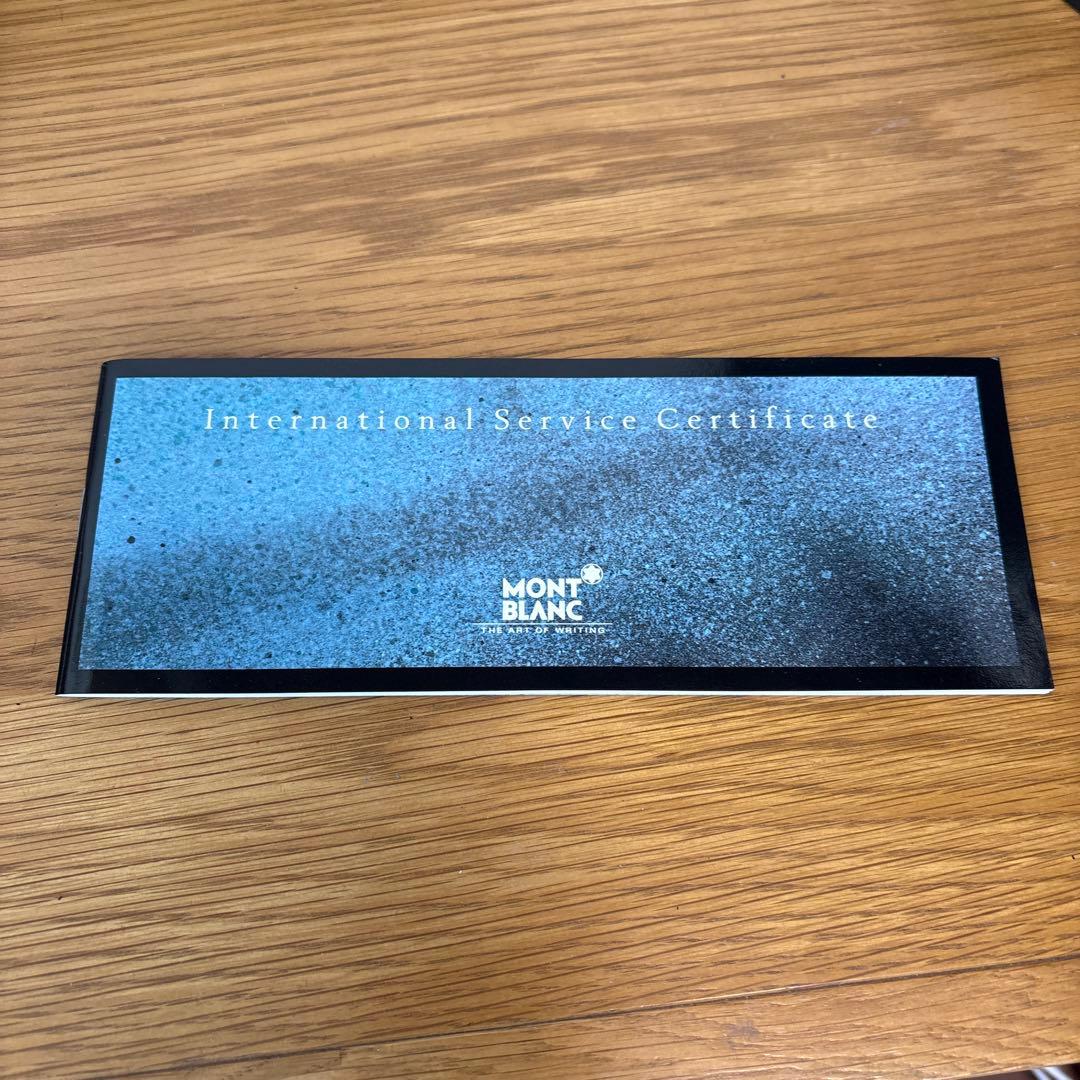 International Service Certificate
MONT
BLANC
THE ART OF WRITING